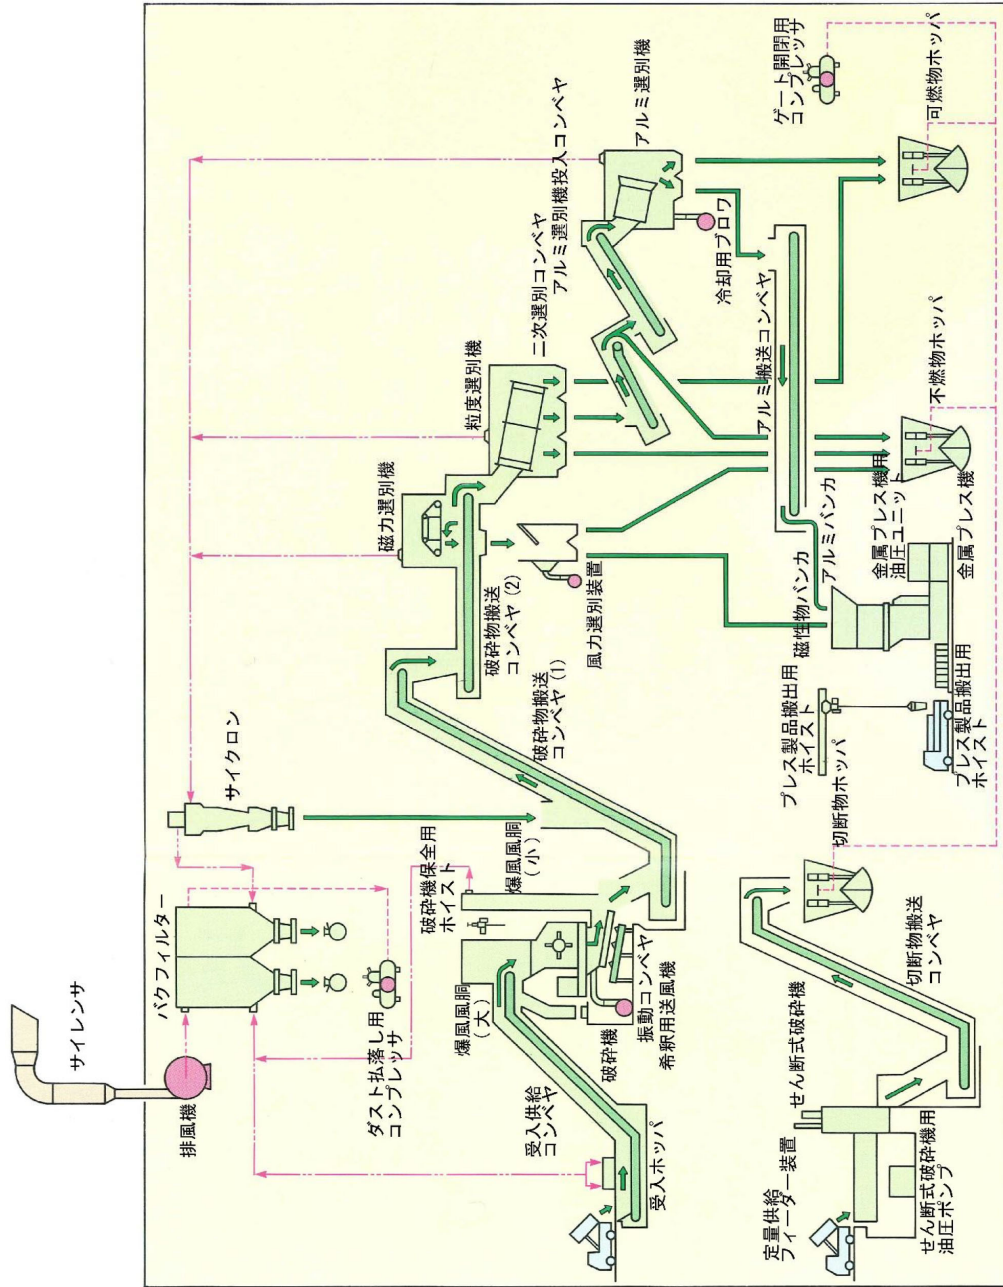 サイレンサ
排風機
バグフィルター
ダスト払落し用
コンプレッサ
サイクロン
受入供給
コンベヤ
受入ホッパ
爆風風胴
(大)
破砕機保全用
ホイスト
爆風風胴
(小)
破砕機
振動コンベヤ
希釈用送風機
破砕物搬送
コンベヤ(1)
破砕物搬送
コンベヤ(2)
磁力選別機
風力選別装置
粒度選別機
二次選別コンベヤ
アルミ選別機投入コンベヤ
アルミ選別機
冷却用ブロワ
アルミ搬送コンベヤ
ゲート開閉用
コンプレッサ
可燃物ホッパ
不燃物ホッパ
磁性物バンカ
アルミバンカ
金属プレス機用
油圧ユニット
金属プレス機
プレス製品搬出用
ホイスト
プレス製品搬出用
ホイスト
切断物ホッパ
切断物搬送
コンベヤ
せん断式破砕機
定量供給
フィーダー装置
せん断式破砕機用
油圧ポンプ